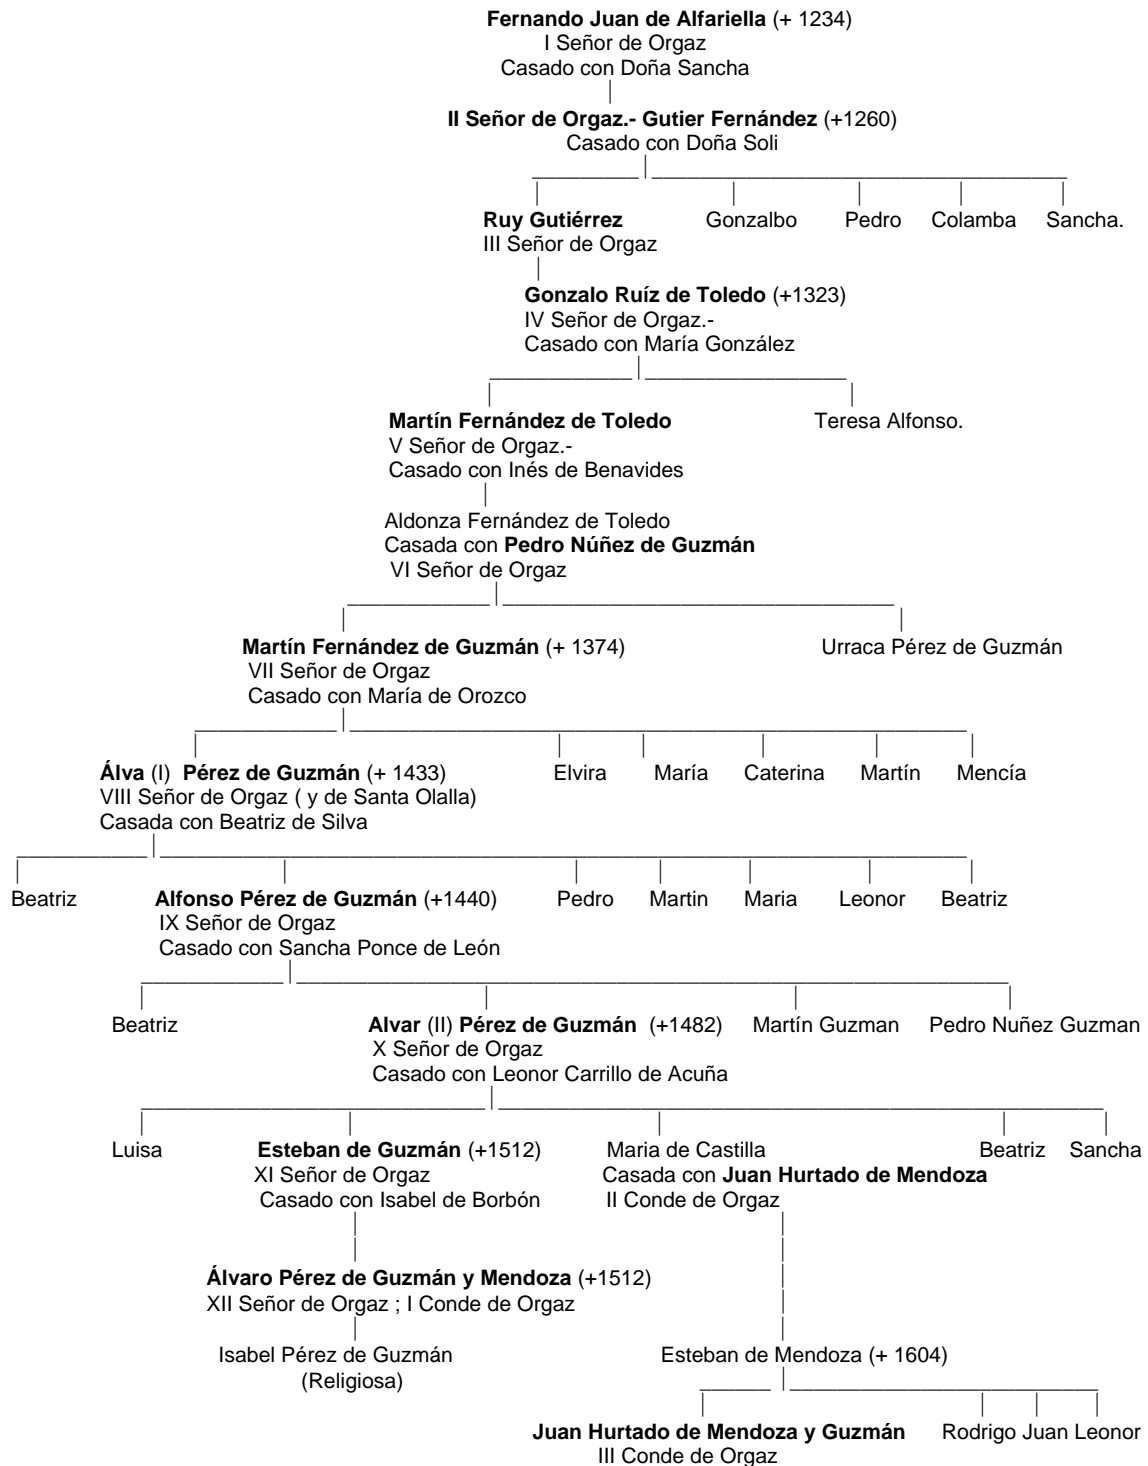 Fernando Juan de Alfariella (+ 1234)
I Señor de Orgaz
Casado con Doña Sancha
II Señor de Orgaz.- Gutier Fernández (+1260)
Casado con Doña Soli
Ruy Gutiérrez Gonzalbo Pedro Colamba Sancha.
III Señor de Orgaz
Gonzalo Ruíz de Toledo (+1323)
IV Señor de Orgaz.-
Casado con María González
Martín Fernández de Toledo Teresa Alfonso.
V Señor de Orgaz.-
Casado con Inés de Benavides
Aldonza Fernández de Toledo
Casada con Pedro Núñez de Guzmán
VI Señor de Orgaz
Martín Fernández de Guzmán (+ 1374) Urraca Pérez de Guzmán
VII Señor de Orgaz
Casado con María de Orozco
Álva (I) Pérez de Guzmán (+ 1433) Elvira María Caterina Martín Mencía
VIII Señor de Orgaz ( y de Santa Olalla)
Casada con Beatriz de Silva
Beatriz Alfonso Pérez de Guzmán (+1440) Pedro Martin Maria Leonor Beatriz
IX Señor de Orgaz
Casado con Sancha Ponce de León
Beatriz Alvar (II) Pérez de Guzmán (+1482) Martín Guzman Pedro Nuñez Guzman
X Señor de Orgaz
Casado con Leonor Carrillo de Acuña
Luisa Esteban de Guzmán (+1512) Maria de Castilla Beatriz Sancha
XI Señor de Orgaz Casada con Juan Hurtado de Mendoza
Casado con Isabel de Borbón II Conde de Orgaz
Álvaro Pérez de Guzmán y Mendoza (+1512)
XII Señor de Orgaz ; I Conde de Orgaz
Isabel Pérez de Guzmán Esteban de Mendoza (+ 1604)
(Religiosa)
Juan Hurtado de Mendoza y Guzmán Rodrigo Juan Leonor
III Conde de Orgaz